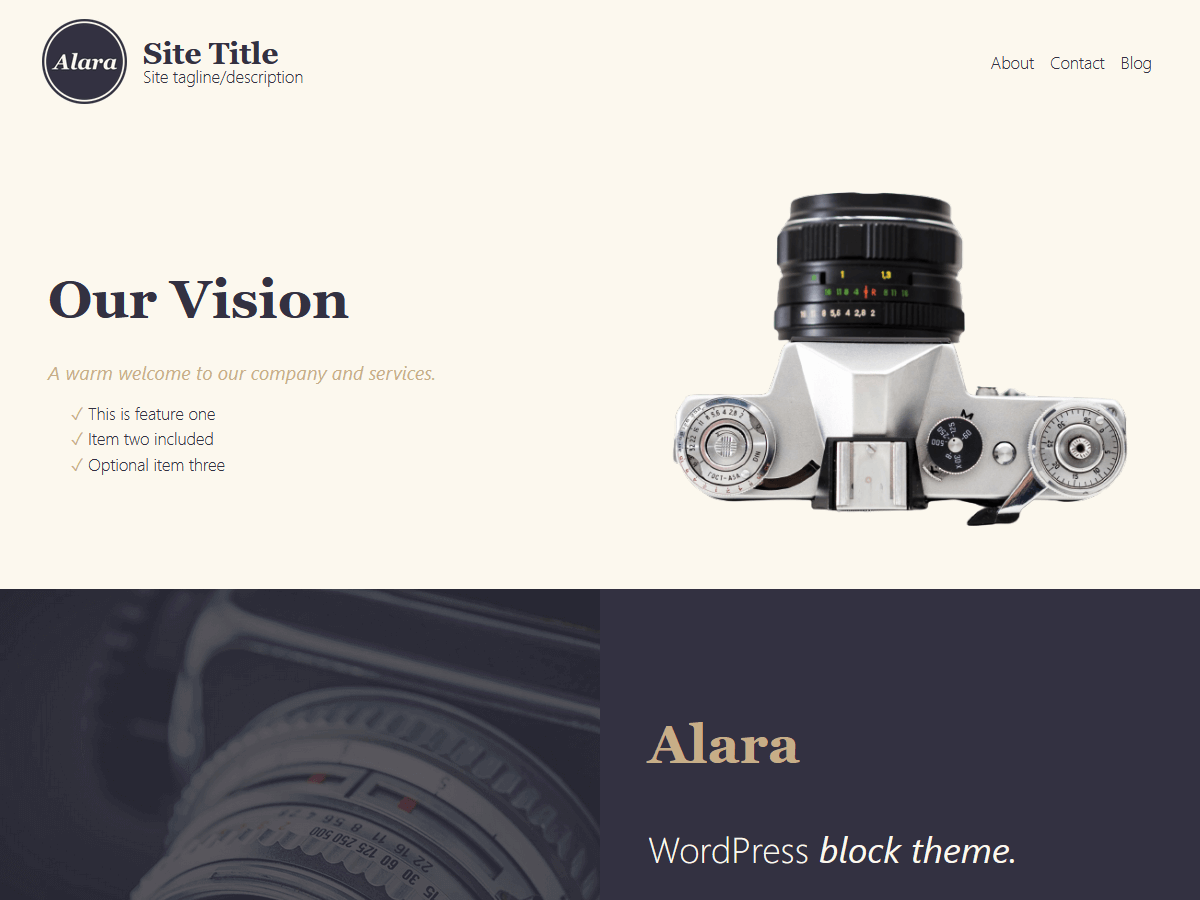 Alara
Site Title
Site tagline/description
About Contact Blog
Our Vision
A warm welcome to our company and services.
✓ This is feature one
✓ Item two included
✓ Optional item three
Alara
WordPress block theme.